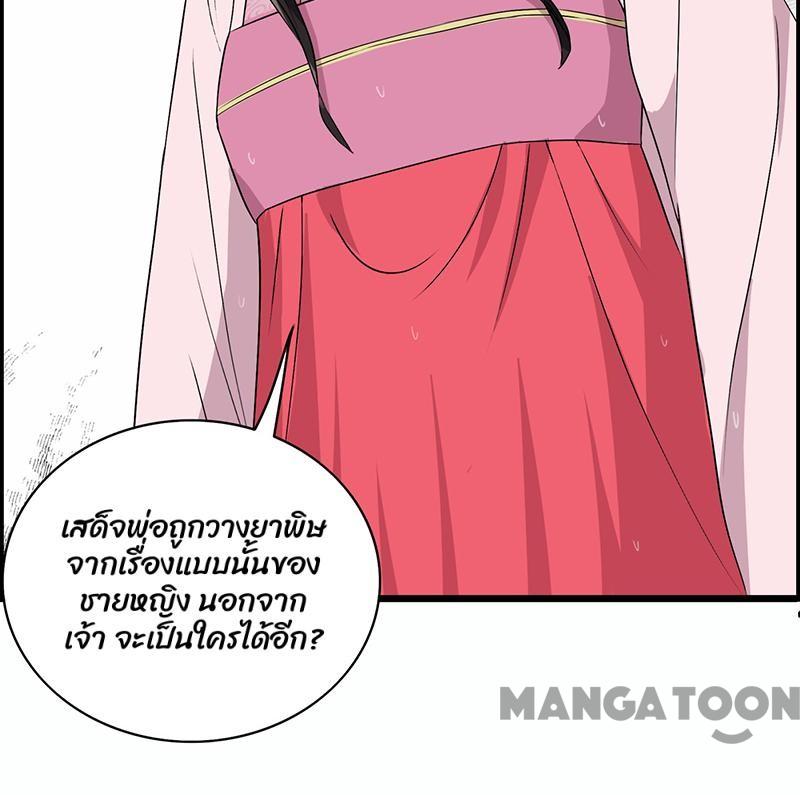 เสด็จพ่อถูกวางยาพิษ
จากเรื่องแบบนั้นของ
ชายหญิง นอกจาก
เจ้า จะเป็นใครได้อีก?
MANGATOON